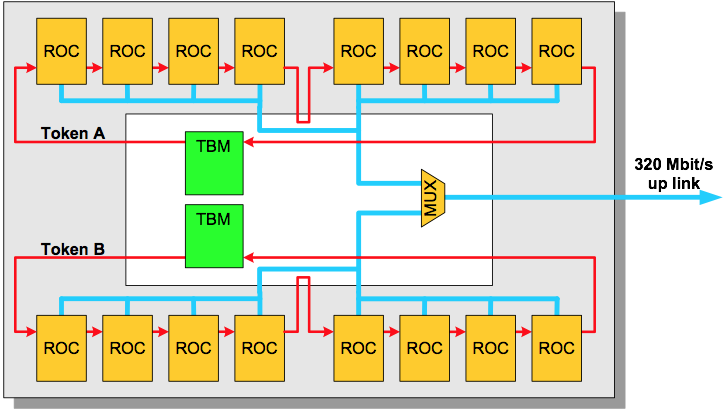 ROC ROC ROC ROC ROC ROC ROC ROC
Token A
TBM
320 Mbit/s
up link
MUX
TBM
Token B
ROC ROC ROC ROC ROC ROC ROC ROC